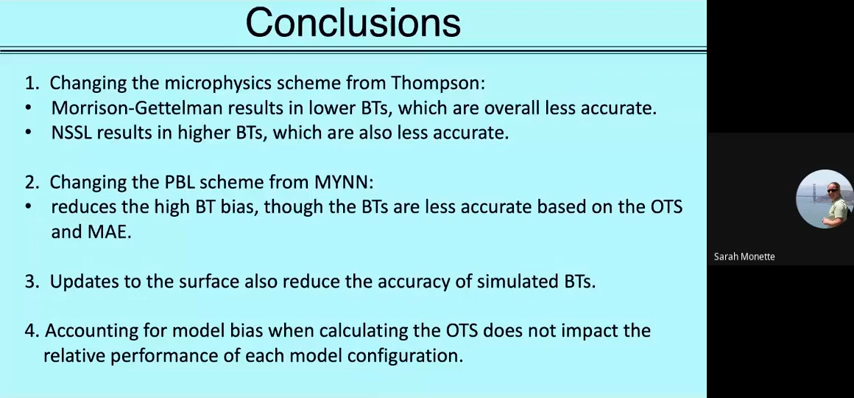 Conclusions
1. Changing the microphysics scheme from Thompson:
• Morrison-Gettelman results in lower BTs, which are overall less accurate.
• NSSL results in higher BTs, which are also less accurate.
2. Changing the PBL scheme from MYNN:
• reduces the high BT bias, though the BTs are less accurate based on the OTS
and MAE.
3. Updates to the surface also reduce the accuracy of simulated BTs.
4. Accounting for model bias when calculating the OTS does not impact the
relative performance of each model configuration.
Sarah Monette